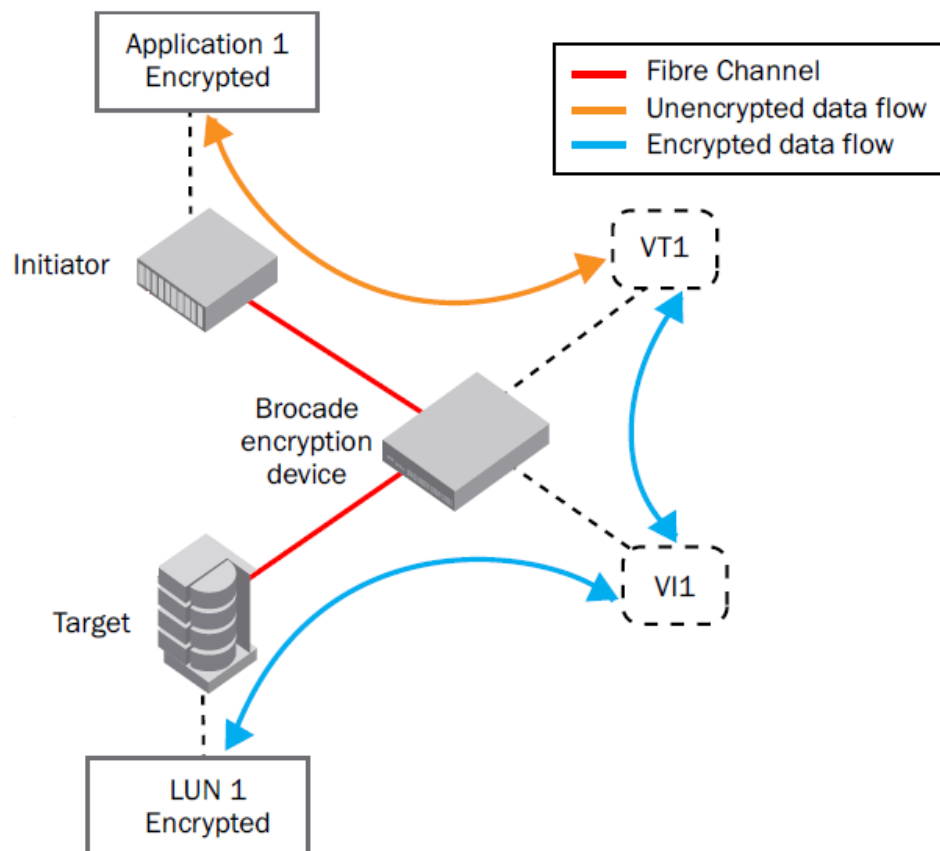 Application 1
Encrypted
Fibre Channel
Unencrypted data flow
Encrypted data flow
VT1
Initiator
Brocade
encryption
device
VI1
Target
LUN 1
Encrypted